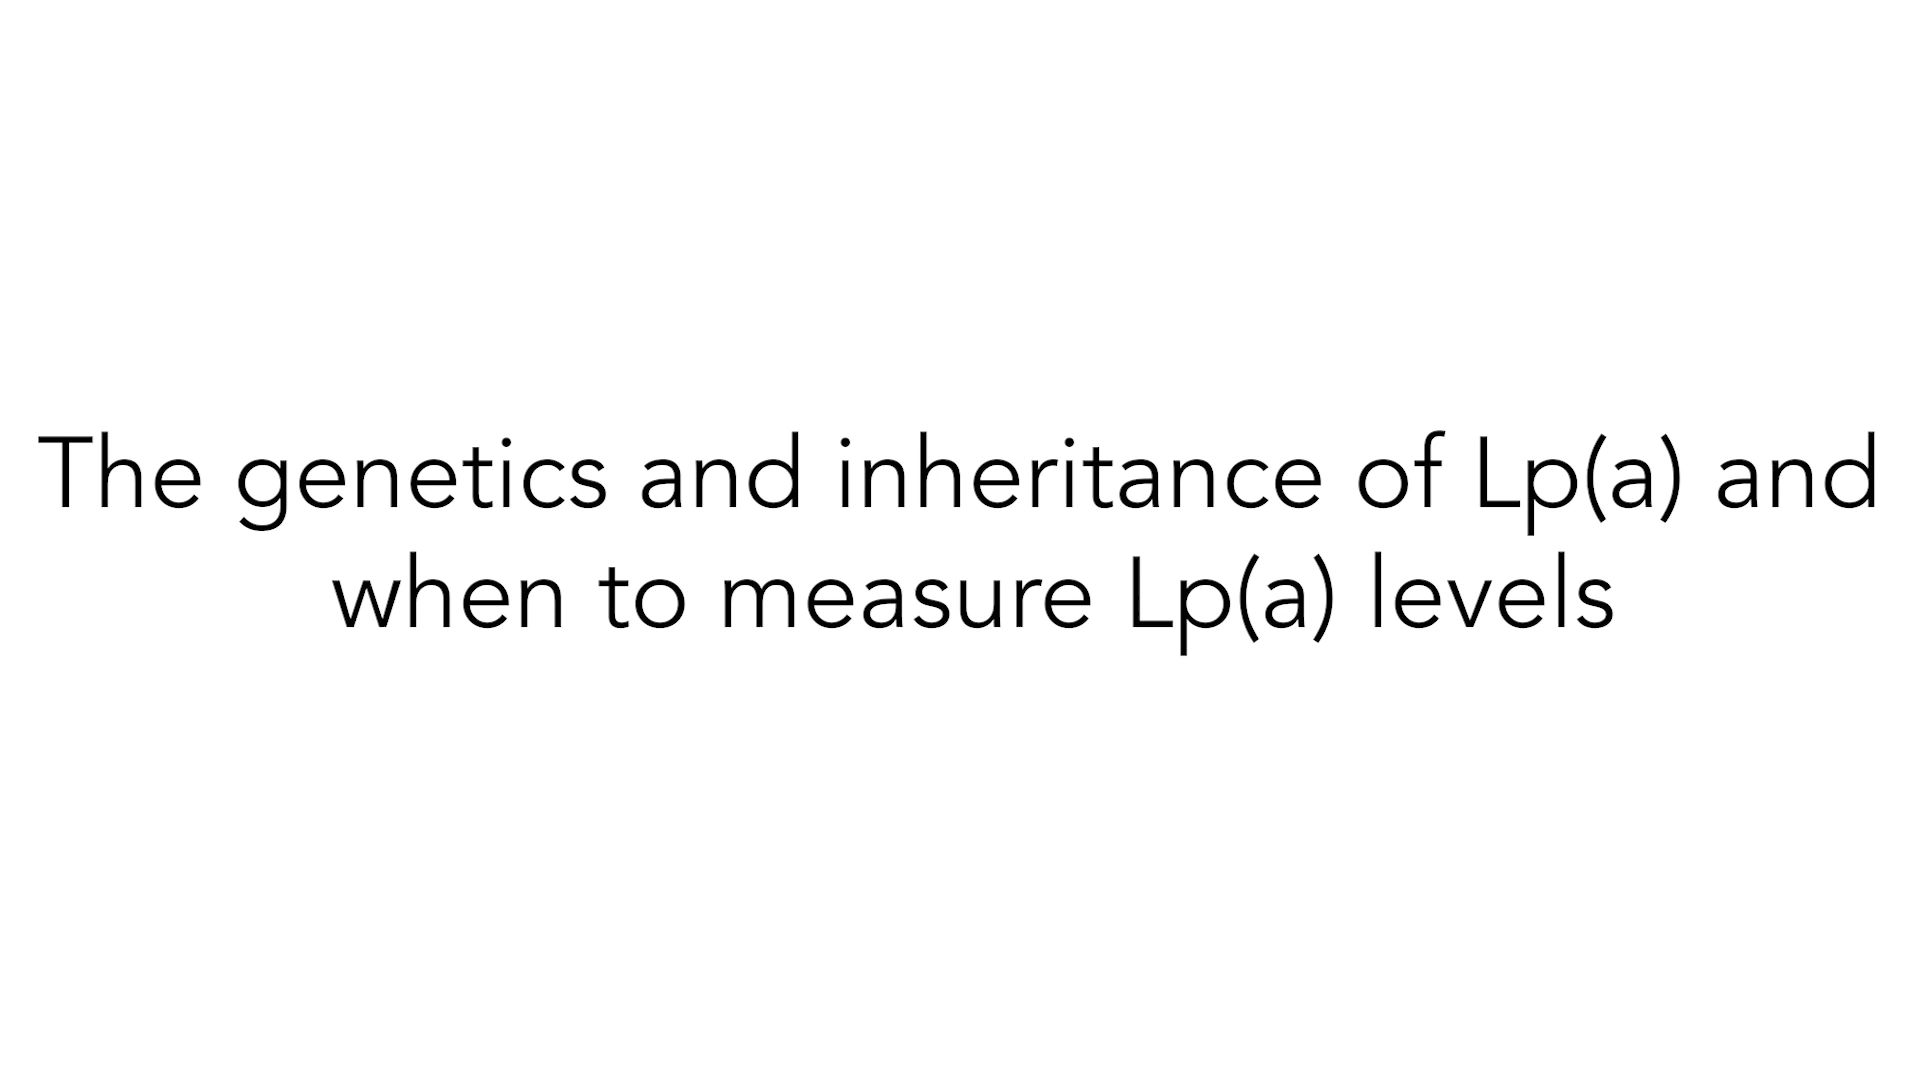 The genetics and inheritance of Lp(a) and
when to measure Lp(a) levels